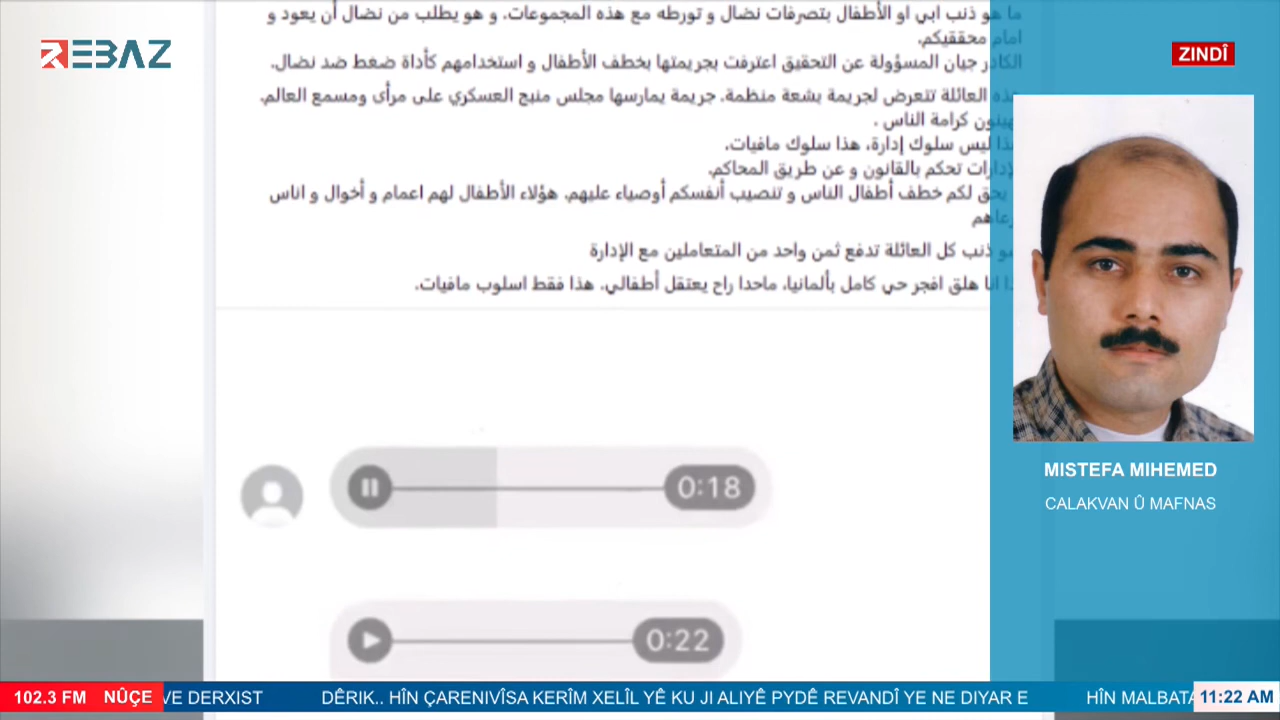 ما هو ذنب ابي او الأطفال بتصرفات نضال و تورطه مع هذه المجموعات. و هو يطلب من نضال أن يعود و
امام محققيكم.
الكادر جيان المسؤولة عن التحقيق اعترفت بجريمتها بخطف الأطفال و استخدامهم كأداة ضغط ضد نضال.
هذه العائلة تتعرض لجريمة بشعة منظمة. جريمة يمارسها مجلس منبج العسكري على مرأى ومسمع العالم.
كرامة الناس .
هذا ليس سلوك إدارة، هذا سلوك مافيات.
الإدارات تحكم بالقانون و عن طريق المحاكم.
يحق لكم خطف أطفال الناس و تنصيب أنفسكم أوصياء عليهم. هؤلاء الأطفال لهم اعمام و أخوال و اناس
ذنب كل العائلة تدفع ثمن واحد من المتعاملين مع الإدارة
انا هلق افجر حي كامل بألمانيا، ماحدا راح يعتقل أطفالي. هذا فقط اسلوب مافيات.
REBAZ
ZINDÎ
0:18
0:22
MISTEFA MIHEMED
CALAKVAN Û MAFNAS
102.3 FM NÛÇE VE DERXIST DÊRIK.. HÎN ÇARENIVÎSA KERÎM XELÎL YÊ KU JI ALIYÊ PYDÊ REVANDÎ YE NE DIYAR E HÎN MALBATA 11:22 AM